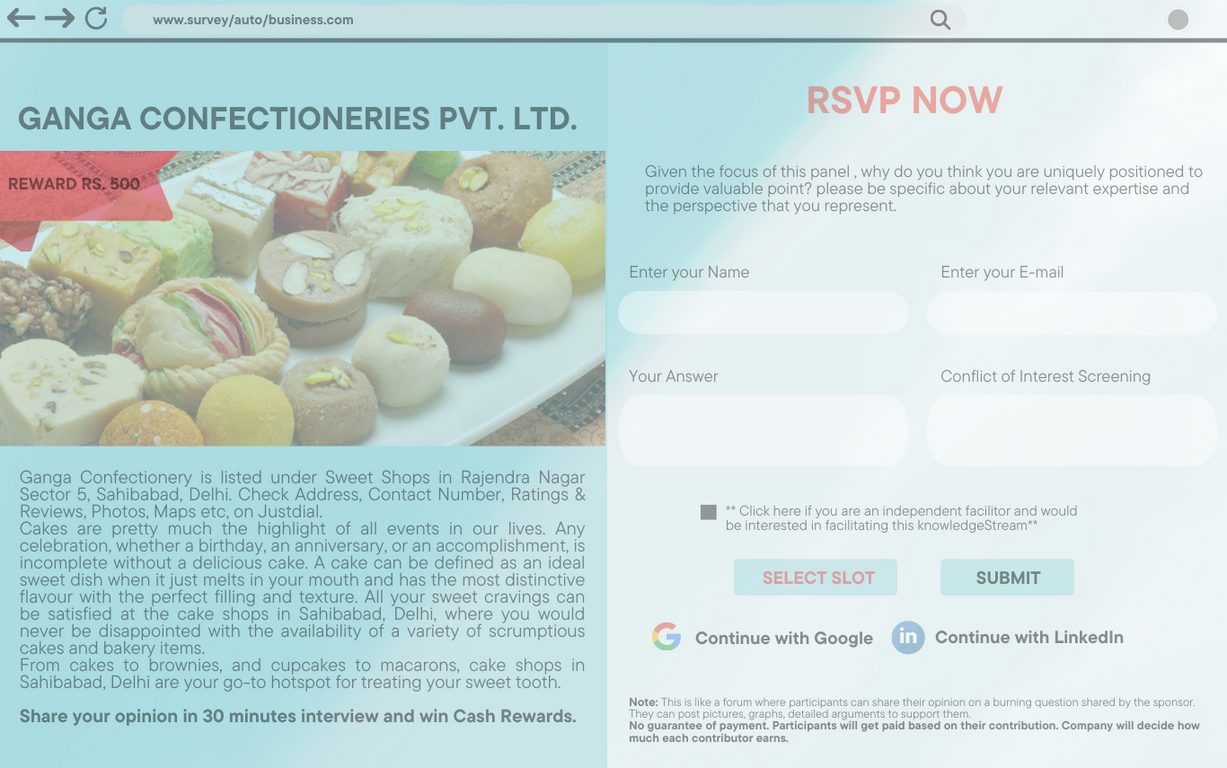 www.survey/auto/business.com
GANGA CONFECTIONERIES PVT. LTD.
REWARD RS. 500
Ganga Confectionery is listed under Sweet Shops in Rajendra Nagar
Sector 5, Sahibabad, Delhi. Check Address, Contact Number, Ratings &
Reviews, Photos, Maps etc, on Justdial.
Cakes are pretty much the highlight of all events in our lives. Any
celebration, whether a birthday, an anniversary, or an accomplishment, is
incomplete without a delicious cake. A cake can be defined as an ideal
sweet dish when it just melts in your mouth and has the most distinctive
flavour with the perfect filling and texture. All your sweet cravings can
be satisfied at the cake shops in Sahibabad, Delhi, where you would
never be disappointed with the availability of a variety of scrumptious
cakes and bakery items.
From cakes to brownies, and cupcakes to macarons, cake shops in
Sahibabad, Delhi are your go-to hotspot for treating your sweet tooth.
Share your opinion in 30 minutes interview and win Cash Rewards.
RSVP NOW
Given the focus of this panel , why do you think you are uniquely positioned to
provide valuable point? please be specific about your relevant expertise and
the perspective that you represent.
Enter your Name
Enter your E-mail
Your Answer
Conflict of Interest Screening
** Click here if you are an independent facilitor and would
be interested in facilitating this knowledgeStream**
SELECT SLOT
SUBMIT
Continue with Google
in
Continue with LinkedIn
Note: This is like a forum where participants can share their opinion on a burning question shared by the sponsor.
They can post pictures, graphs, detailed arguments to support them.
No guarantee of payment. Participants will get paid based on their contribution. Company will decide how
much each contributor earns.